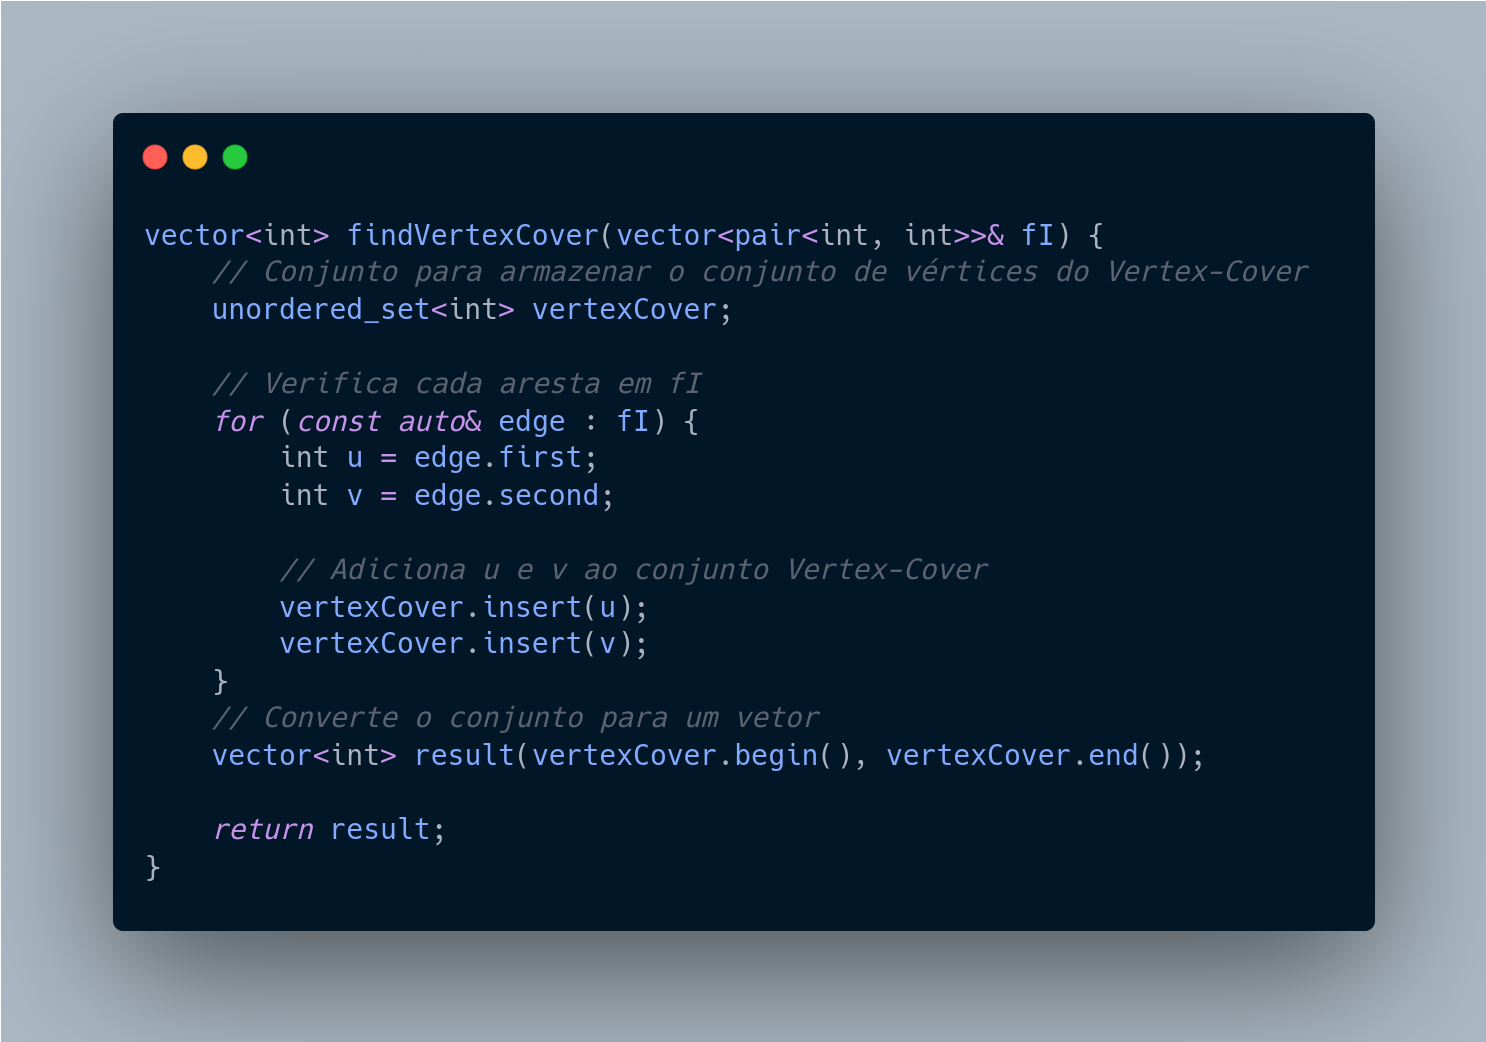 vector<int> findVertexCover(vector<pair<int, int>>& fI) {
    // Conjunto para armazenar o conjunto de vértices do Vertex-Cover
    unordered_set<int> vertexCover;

    // Verifica cada aresta em fI
    for (const auto& edge : fI) {
        int u = edge.first;
        int v = edge.second;

        // Adiciona u e v ao conjunto Vertex-Cover
        vertexCover.insert(u);
        vertexCover.insert(v);
    }
    // Converte o conjunto para um vetor
    vector<int> result(vertexCover.begin(), vertexCover.end());

    return result;
}